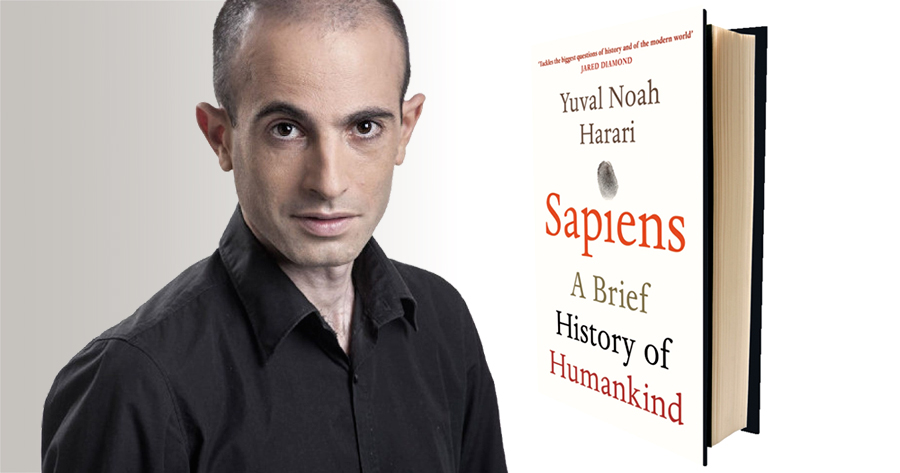 'Tackles the biggest questions of history and of the modern world'
JARED DIAMOND
Yuval Noah
Harari
Sapiens
A Brief
History of
Humankind